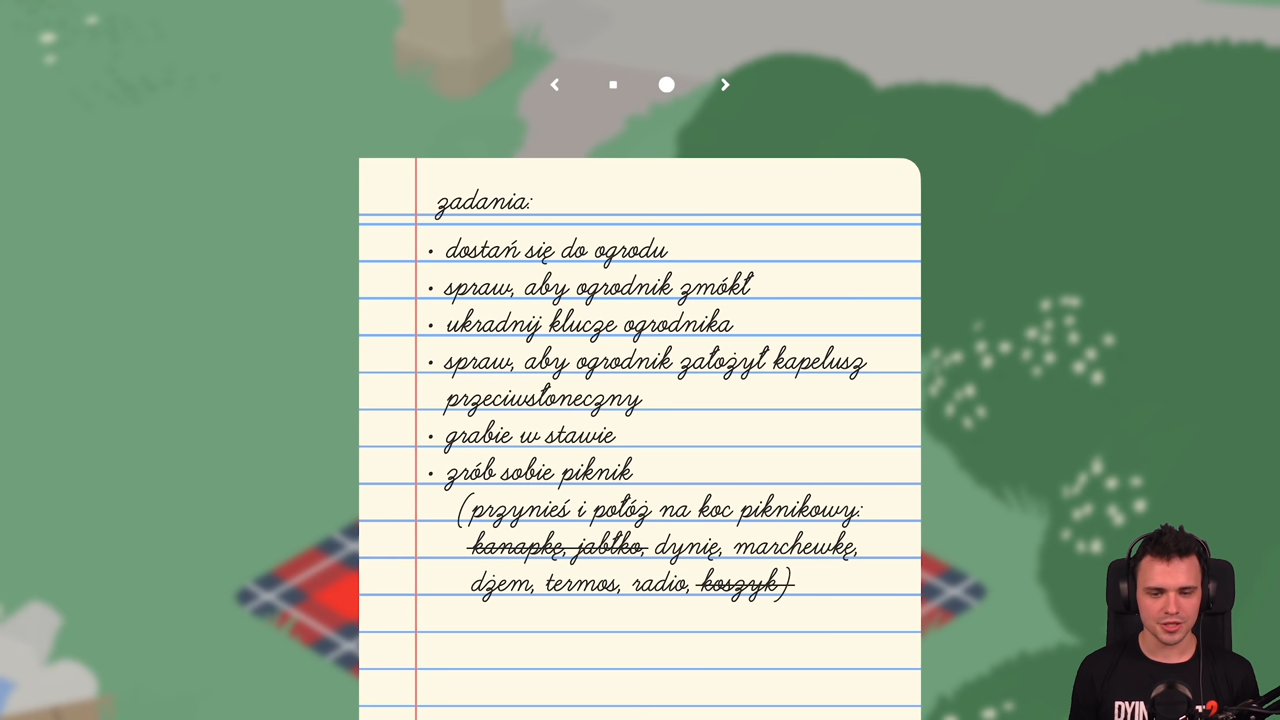 zadania:
• dostań się do ogrodu
• spraw, aby ogrodnik zmókł
• ukradnij klucze ogrodnika
• spraw, aby ogrodnik założył kapelusz
przeciwsłoneczny
• grabie w stawie
• zrób sobie piknik
(przynieś i połóż na koc piknikowy:
kanapkę, jabłko, dynię, marchewkę,
dżem, termos, radio, koszyk)